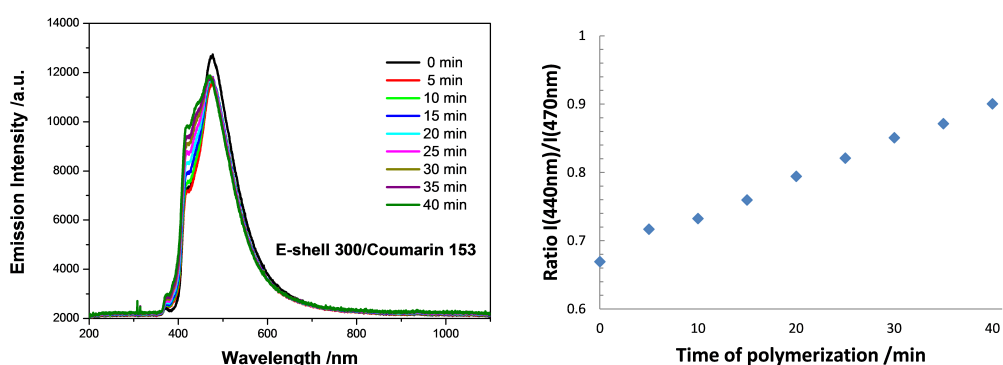 14000
12000
10000
8000
6000
4000
2000
200
400
600
800
1000
Emission Intensity /a.u.
Wavelength /nm
0 min
5 min
10 min
15 min
20 min
25 min
30 min
35 min
40 min
E-shell 300/Coumarin 153
1
0.9
0.8
0.7
0.6
0
10
20
30
40
Ratio I(440nm)/I(470nm)
Time of polymerization /min